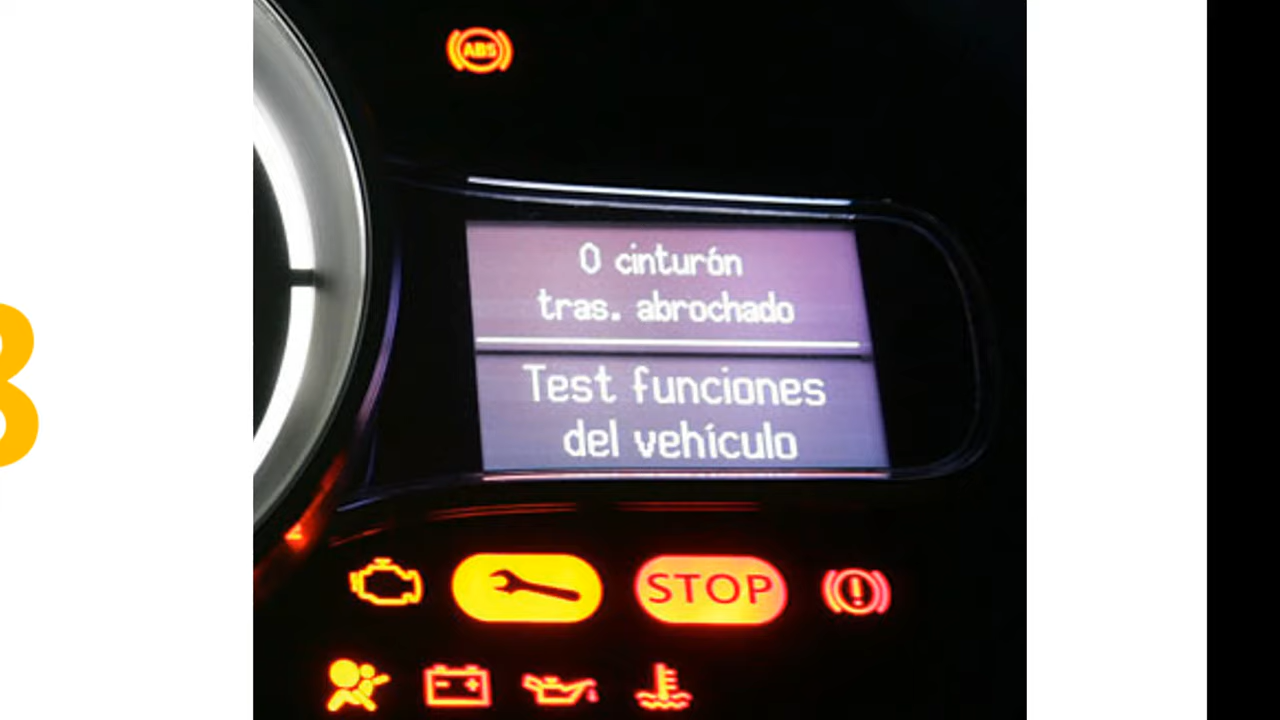 ABS
0 cinturón
tras. abrochado
Test funciones
del vehículo
STOP